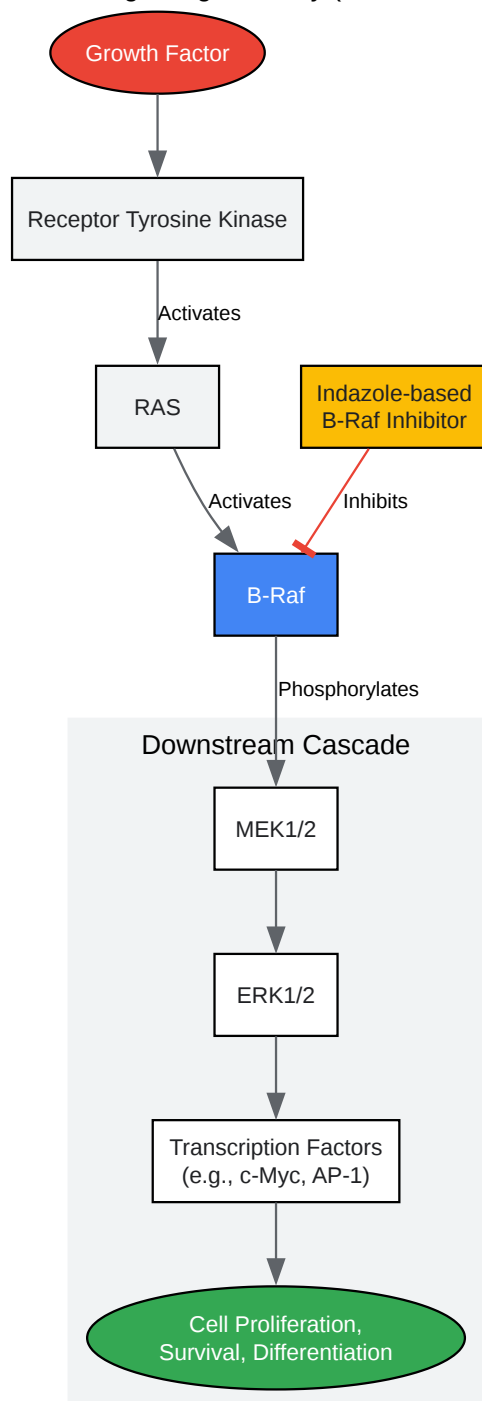 Growth Factor
Receptor Tyrosine Kinase
Activates
RAS
Indazole-based
B-Raf Inhibitor
Activates
Inhibits
B-Raf
Phosphorylates
Downstream Cascade
MEK1/2
ERK1/2
Transcription Factors
(e.g., c-Myc, AP-1)
Cell Proliferation,
Survival, Differentiation